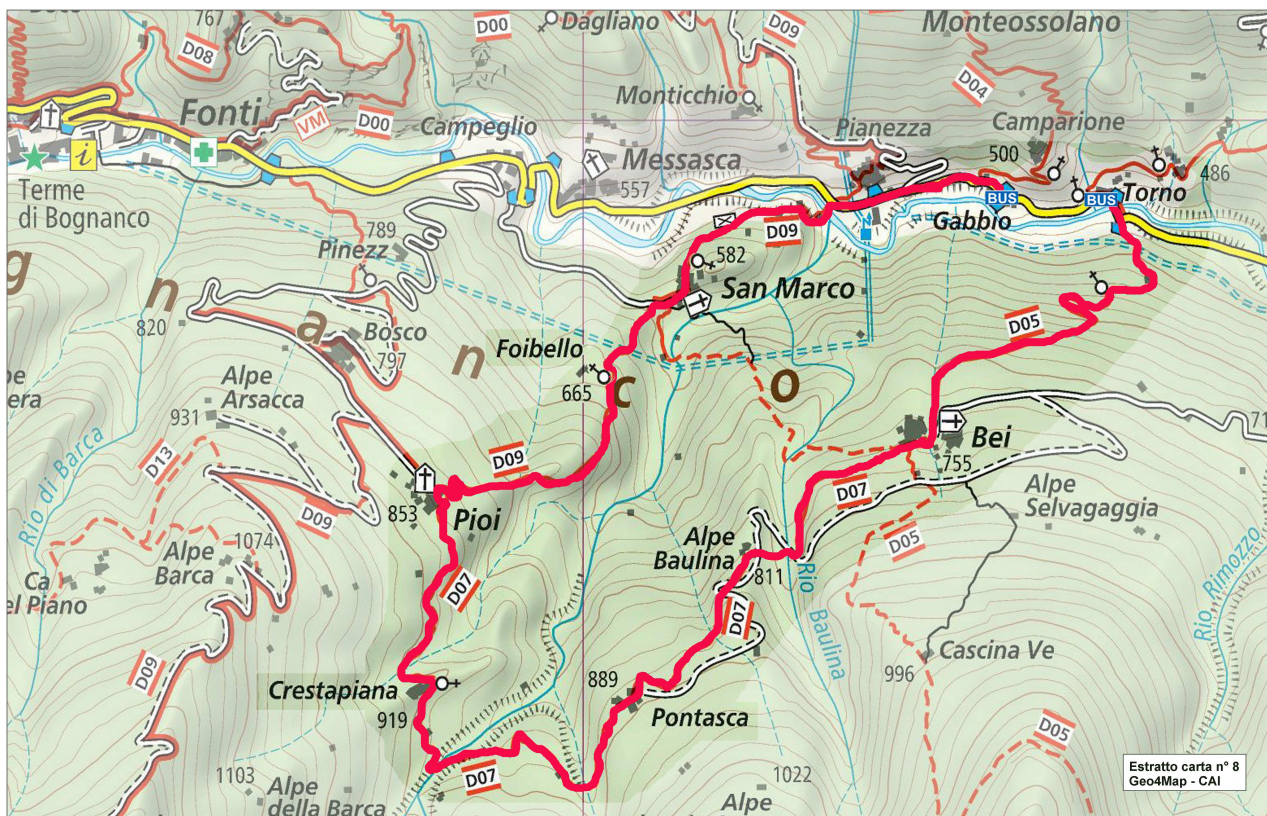 767
Dagliano
D00
D09
Monteossolano
D08
D04
Fonti
VM
D00
Monticchio
Campeglio
Pianezza
Camparione
500
Messasca
557
486
Terme
di Bognanco
BUS
BUS
Torno
Gabbio
N
789
Pinezz
D09
582
San Marco
g
n
a
n
c
o
820
Bosco
797
Foibello
665
D05
Alpe
Arsacca
931
Bei
755
D13
D09
D09
853
Pioi
D07
Alpe
Selvagaggia
Rio di Barca
Alpe
Barca
1074
Alpe
Baulina
811
D05
Rio
Baulina
Rio Rimozzo
Ca
el Piano
D07
D07
D09
Cascina Ve
996
Crestapiana
919
889
Pontasca
D05
D07
1103
Alpe
della Barca
1022
Alpe
Estratto carta n° 8
Geo4Map - CAI